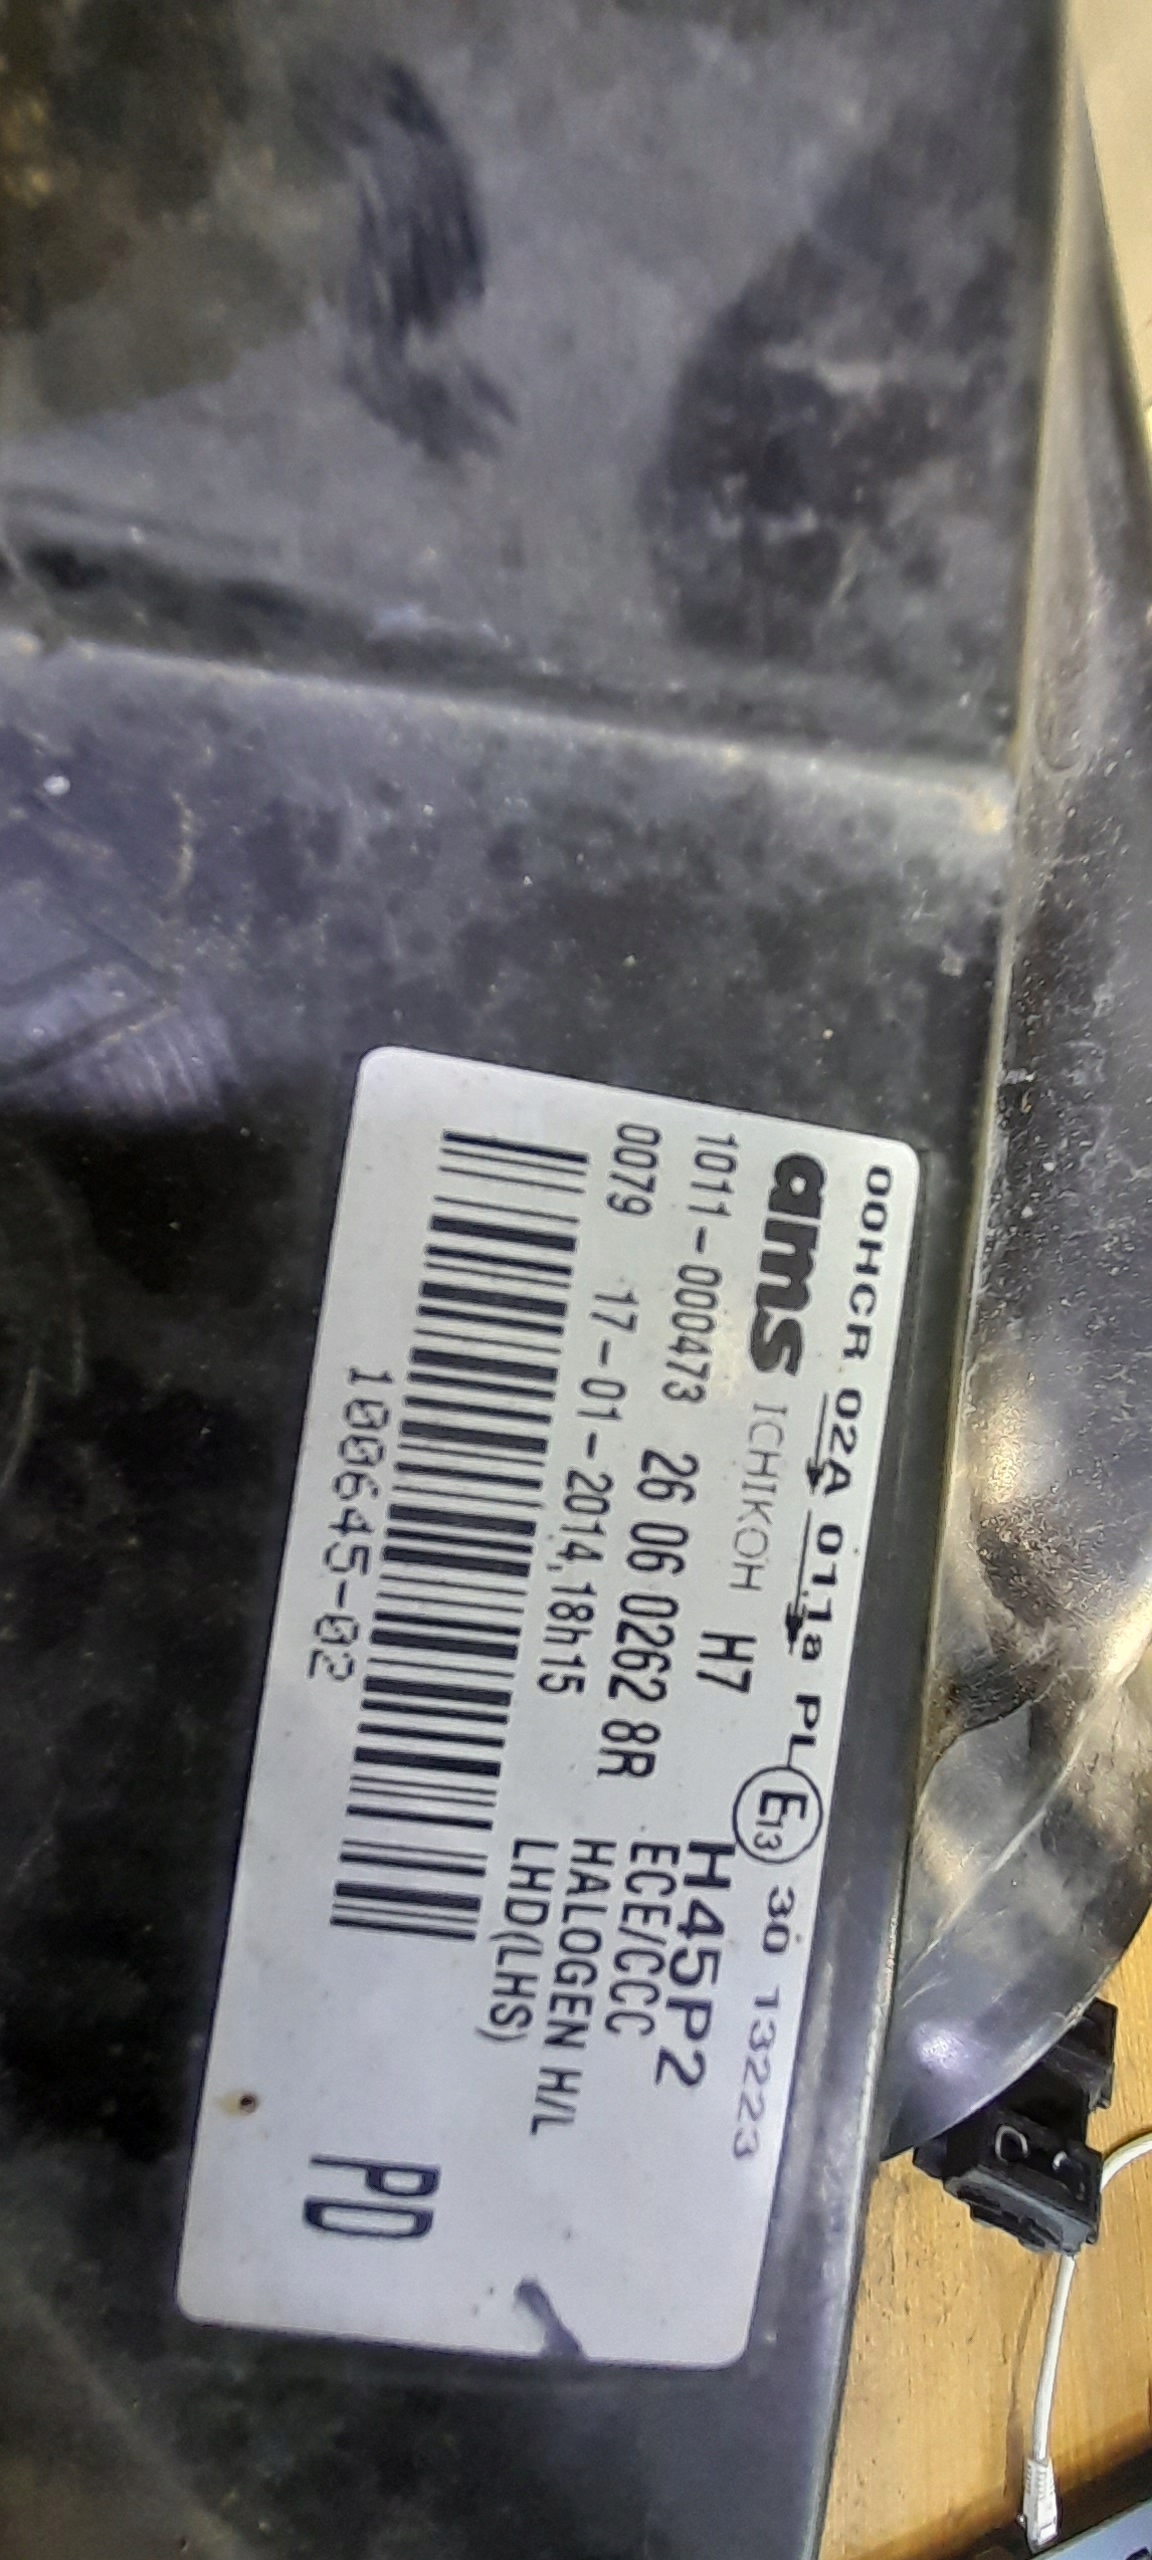 00HCR 02A 01,1a PL E13 30 13223
ams ICHIKOH H7 H45P2
1011-000473 26 06 0262 8R ECE/CCC
0079 17-01-2014,18h15 HALOGEN H/L
LHD(LHS)
100645-02
PO